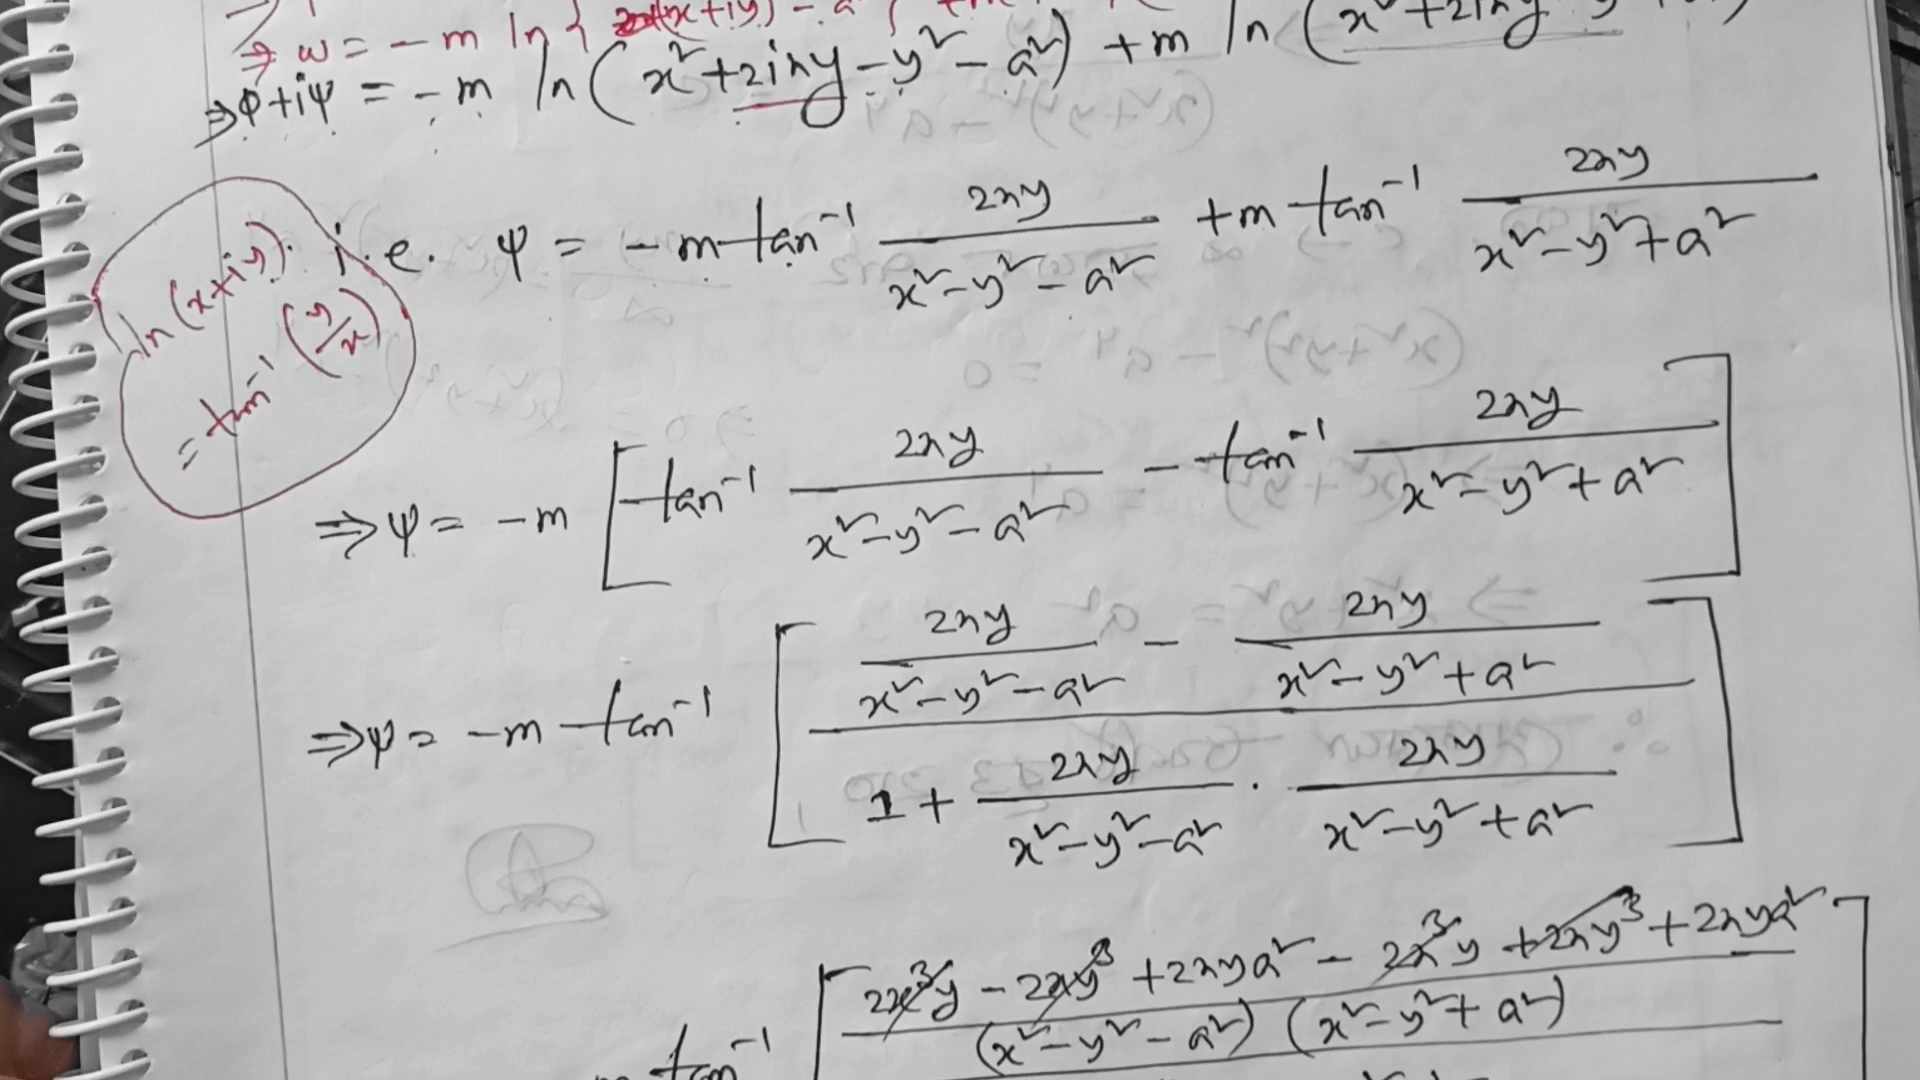 ⇒ w = - m ln { (x+iy) - a
⇒ φ+iψ = - m ln (x²+2ixy-y²-a²) + m ln (x²+2ixy
i.e. ψ = - m tan⁻¹ 2xy/(x²-y²-a²) + m tan⁻¹ 2xy/(x²-y²+a²)
ln(x+iy)
= tan⁻¹ (y/x)
⇒ ψ = - m [ tan⁻¹ 2xy/(x²-y²-a²) - tan⁻¹ 2xy/(x²-y²+a²) ]
⇒ ψ = - m tan⁻¹ [ (2xy/(x²-y²-a²) - 2xy/(x²-y²+a²)) / (1 + 2xy/(x²-y²-a²) · 2xy/(x²-y²+a²)) ]
tan⁻¹ [ (2x³y - 2xy³ + 2xya² - 2x³y + 2xy³ + 2xya²) / (x²-y²-a²) (x²-y²+a²) ]